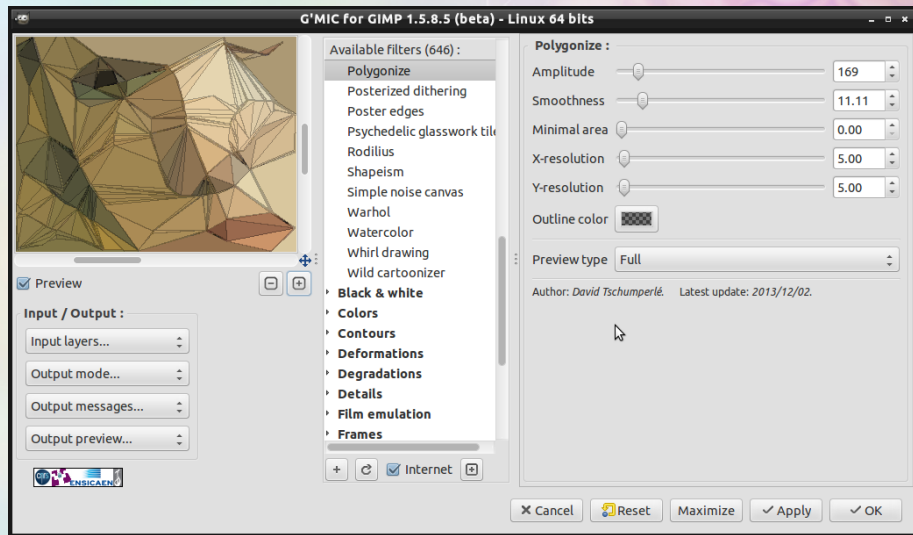 G'MIC for GIMP 1.5.8.5 (beta) - Linux 64 bits
Preview
Input / Output :
Input layers...
Output mode...
Output messages...
Output preview...
ENSICAEN
Available filters (646) :
Polygonize
Posterized dithering
Poster edges
Psychedelic glasswork tile
Rodilius
Shapeism
Simple noise canvas
Warhol
Watercolor
Whirl drawing
Wild cartoonizer
Black & white
Colors
Contours
Deformations
Degradations
Details
Film emulation
Frames
Internet
Polygonize :
Amplitude 169
Smoothness 11.11
Minimal area 0.00
X-resolution 5.00
Y-resolution 5.00
Outline color
Preview type Full
Author: David Tschumperlé. Latest update: 2013/12/02.
Cancel Reset Maximize Apply OK